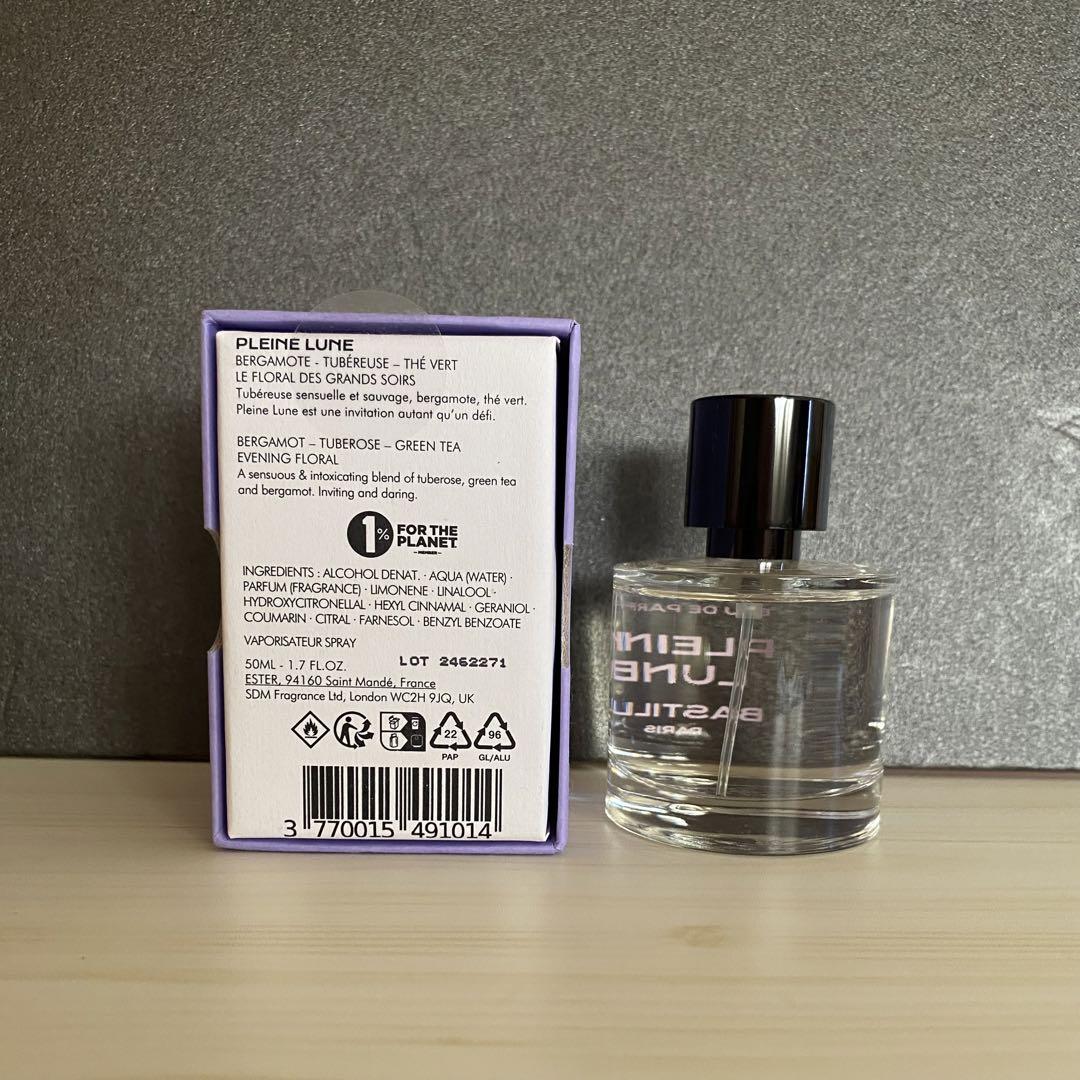 PLEINE LUNE
BERGAMOTE - TUBÉREUSE – THÉ VERT
LE FLORAL DES GRANDS SOIRS
Tubéreuse sensuelle et sauvage, bergamote, thé vert.
Pleine Lune est une invitation autant qu'un défi.
BERGAMOT – TUBEROSE – GREEN TEA
EVENING FLORAL
A sensuous & intoxicating blend of tuberose, green tea
and bergamot. Inviting and daring.
1%
FOR THE
PLANET
MEMBER
INGREDIENTS : ALCOHOL DENAT. · AQUA (WATER) ·
PARFUM (FRAGRANCE) · LIMONENE · LINALOOL ·
HYDROXYCITRONELLAL · HEXYL CINNAMAL · GERANIOL ·
COUMARIN · CITRAL · FARNESOL · BENZYL BENZOATE
VAPORISATEUR SPRAY
50ML - 1.7 FL.OZ. LOT 2462271
ESTER, 94160 Saint Mandé, France
SDM Fragrance Ltd, London WC2H 9JQ, UK
22 96
PAP GL/ALU
3 770015 491014
PLEINE
LUNE
PARIS